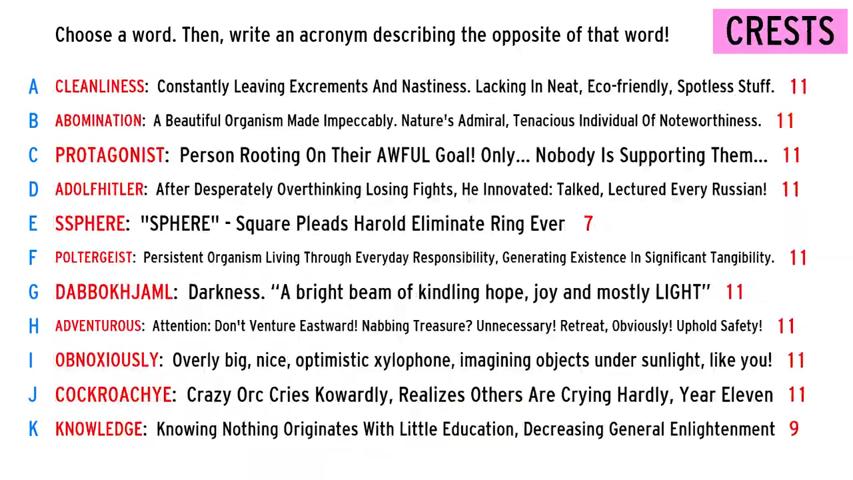 Choose a word. Then, write an acronym describing the opposite of that word!
CRESTS
A CLEANLINESS: Constantly Leaving Excrements And Nastiness. Lacking In Neat, Eco-friendly, Spotless Stuff. 11
B ABOMINATION: A Beautiful Organism Made Impeccably. Nature's Admiral, Tenacious Individual Of Noteworthiness. 11
C PROTAGONIST: Person Rooting On Their AWFUL Goal! Only... Nobody Is Supporting Them... 11
D ADOLFHITLER: After Desperately Overthinking Losing Fights, He Innovated: Talked, Lectured Every Russian! 11
E SSPHERE: "SPHERE" - Square Pleads Harold Eliminate Ring Ever 7
F POLTERGEIST: Persistent Organism Living Through Everyday Responsibility, Generating Existence In Significant Tangibility. 11
G DABBOKHJAML: Darkness. “A bright beam of kindling hope, joy and mostly LIGHT” 11
H ADVENTUROUS: Attention: Don't Venture Eastward! Nabbing Treasure? Unnecessary! Retreat, Obviously! Uphold Safety! 11
I OBNOXIOUSLY: Overly big, nice, optimistic xylophone, imagining objects under sunlight, like you! 11
J COCKROACHYE: Crazy Orc Cries Kowardly, Realizes Others Are Crying Hardly, Year Eleven 11
K KNOWLEDGE: Knowing Nothing Originates With Little Education, Decreasing General Enlightenment 9